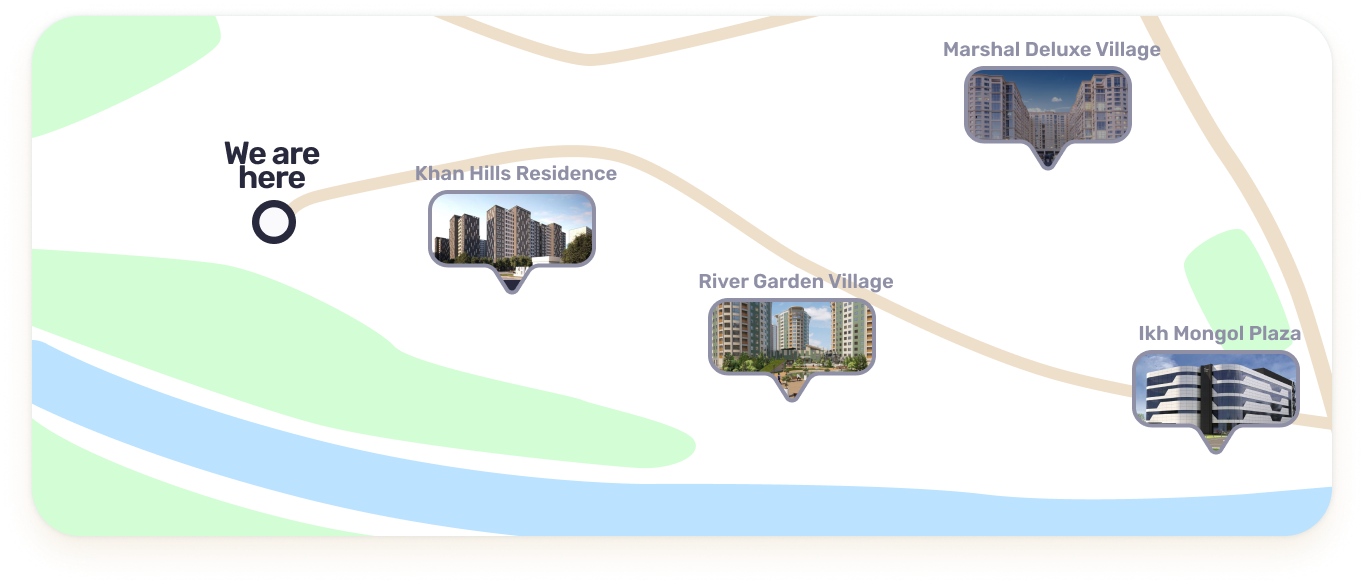 Marshal Deluxe Village
We are
here
Khan Hills Residence
River Garden Village
Ikh Mongol Plaza